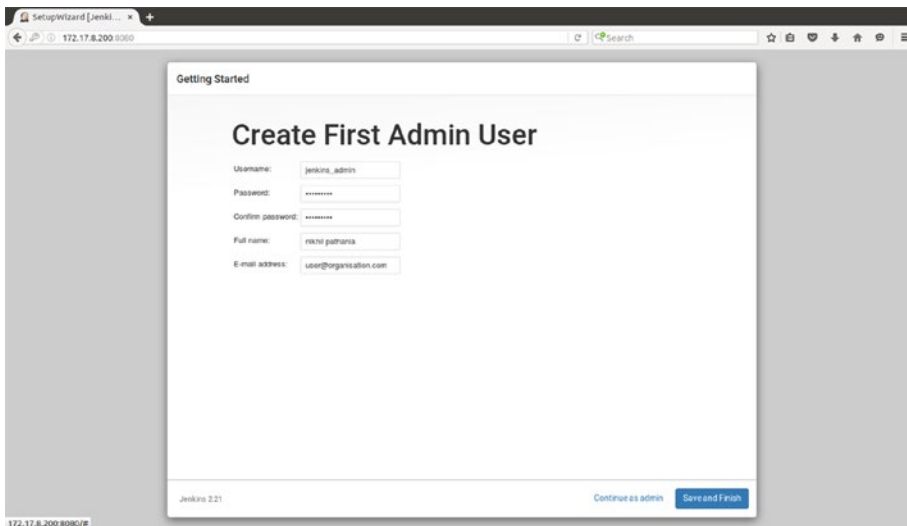 SetupWizard [Jenki...
172.17.8.200:8080
Search
Getting Started
Create First Admin User
Username: jenkins_admin
Password: •••••••••
Confirm password: •••••••••
Full name: nikhil pathania
E-mail address: user@organisation.com
Jenkins 2.21
Continue as admin
Save and Finish
172.17.8.200:8080/#